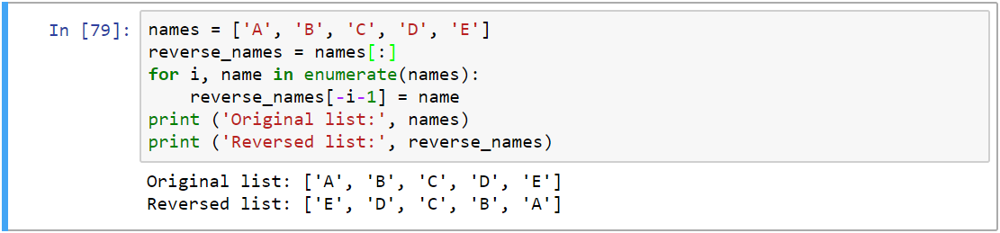 In [79]: names = ['A', 'B', 'C', 'D', 'E']
reverse_names = names[:]
for i, name in enumerate(names):
    reverse_names[-i-1] = name
print ('Original list:', names)
print ('Reversed list:', reverse_names)
Original list: ['A', 'B', 'C', 'D', 'E']
Reversed list: ['E', 'D', 'C', 'B', 'A']